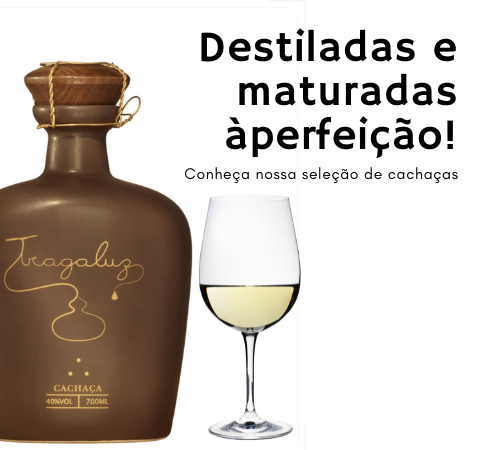 Destiladas e
maturadas
àperfeição!
Conheça nossa seleção de cachaças
Tragaluz
CACHAÇA
40%VOL 700ML